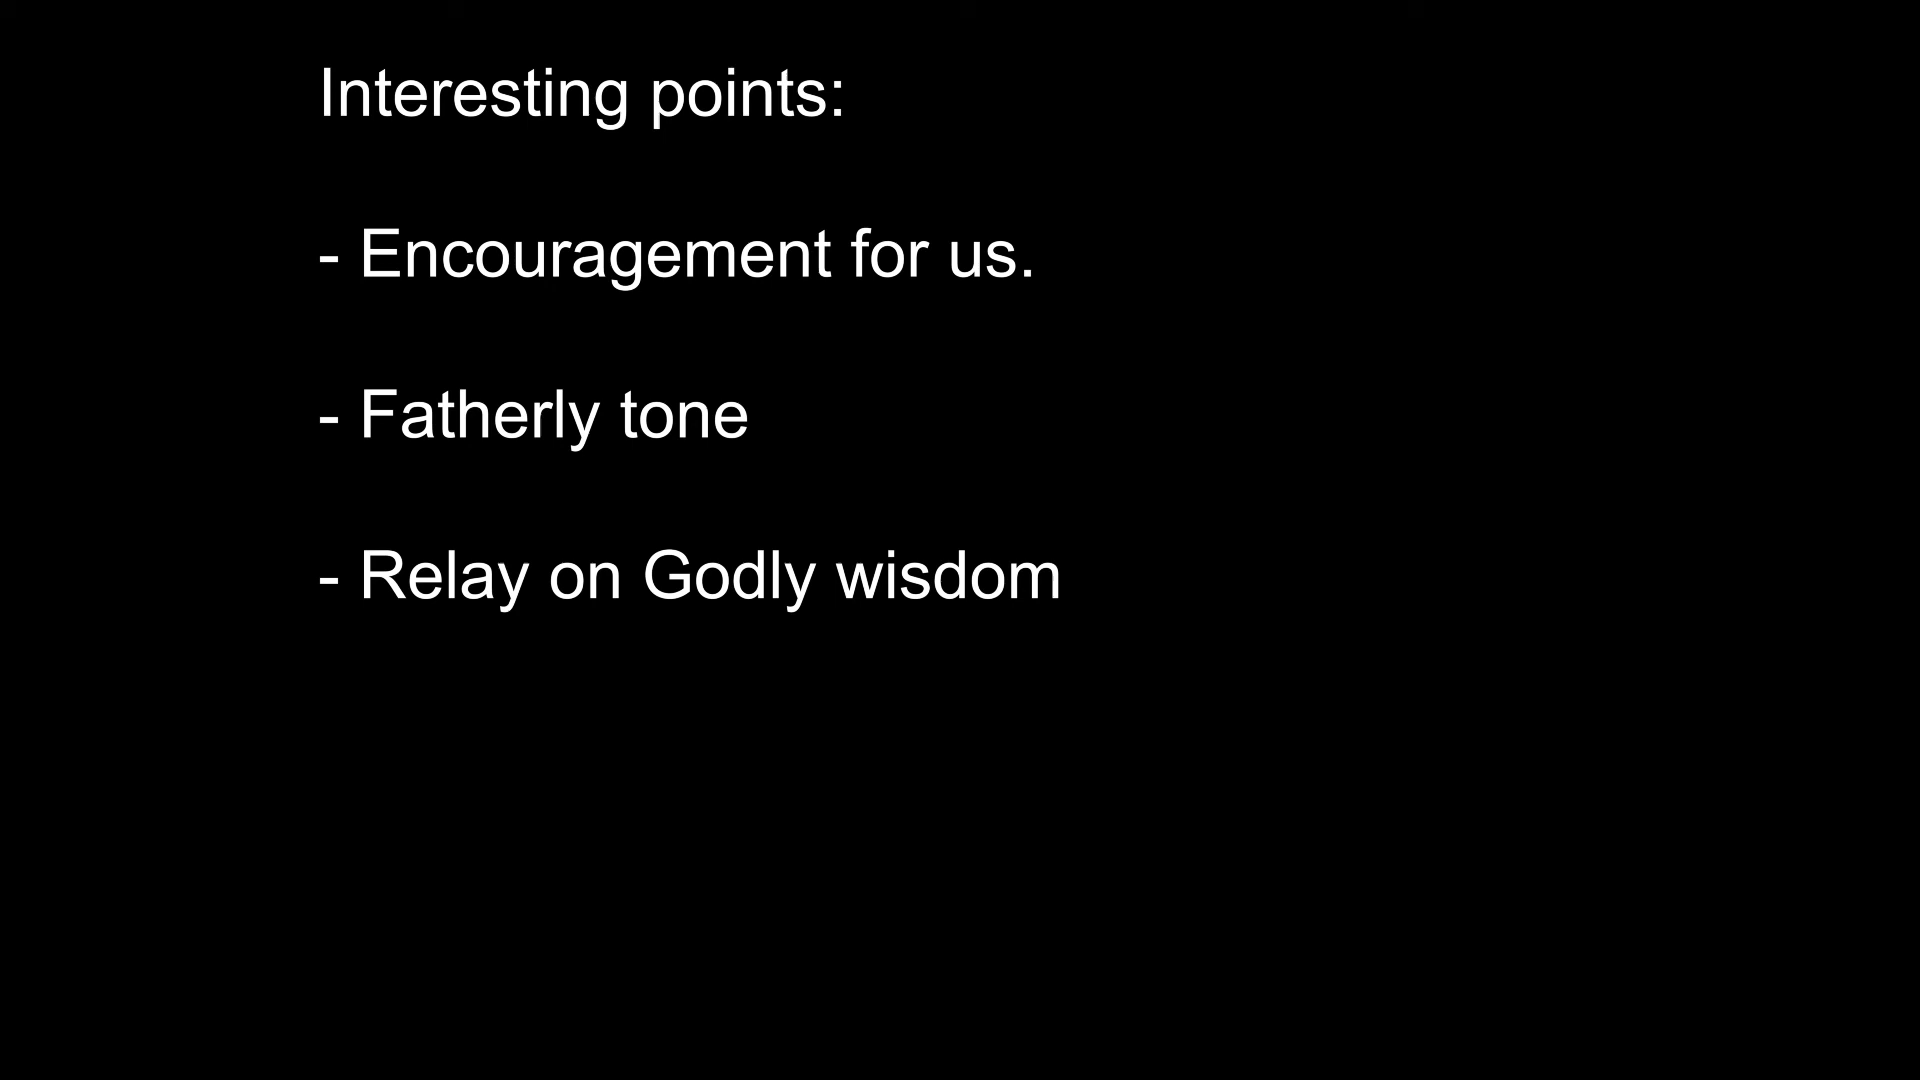 Interesting points:
- Encouragement for us.
- Fatherly tone
- Relay on Godly wisdom